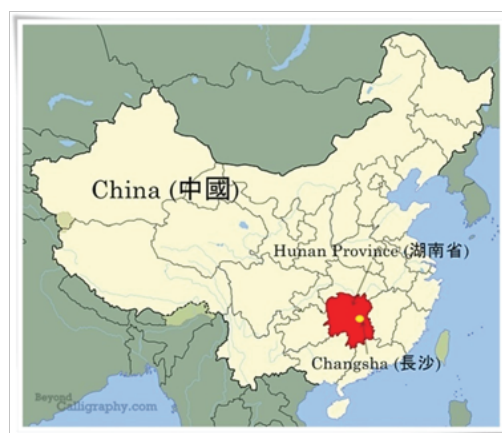 China (中國)
Hunan Province (湖南省)
Changsha (長沙)
Beyond
Calligraphy.com